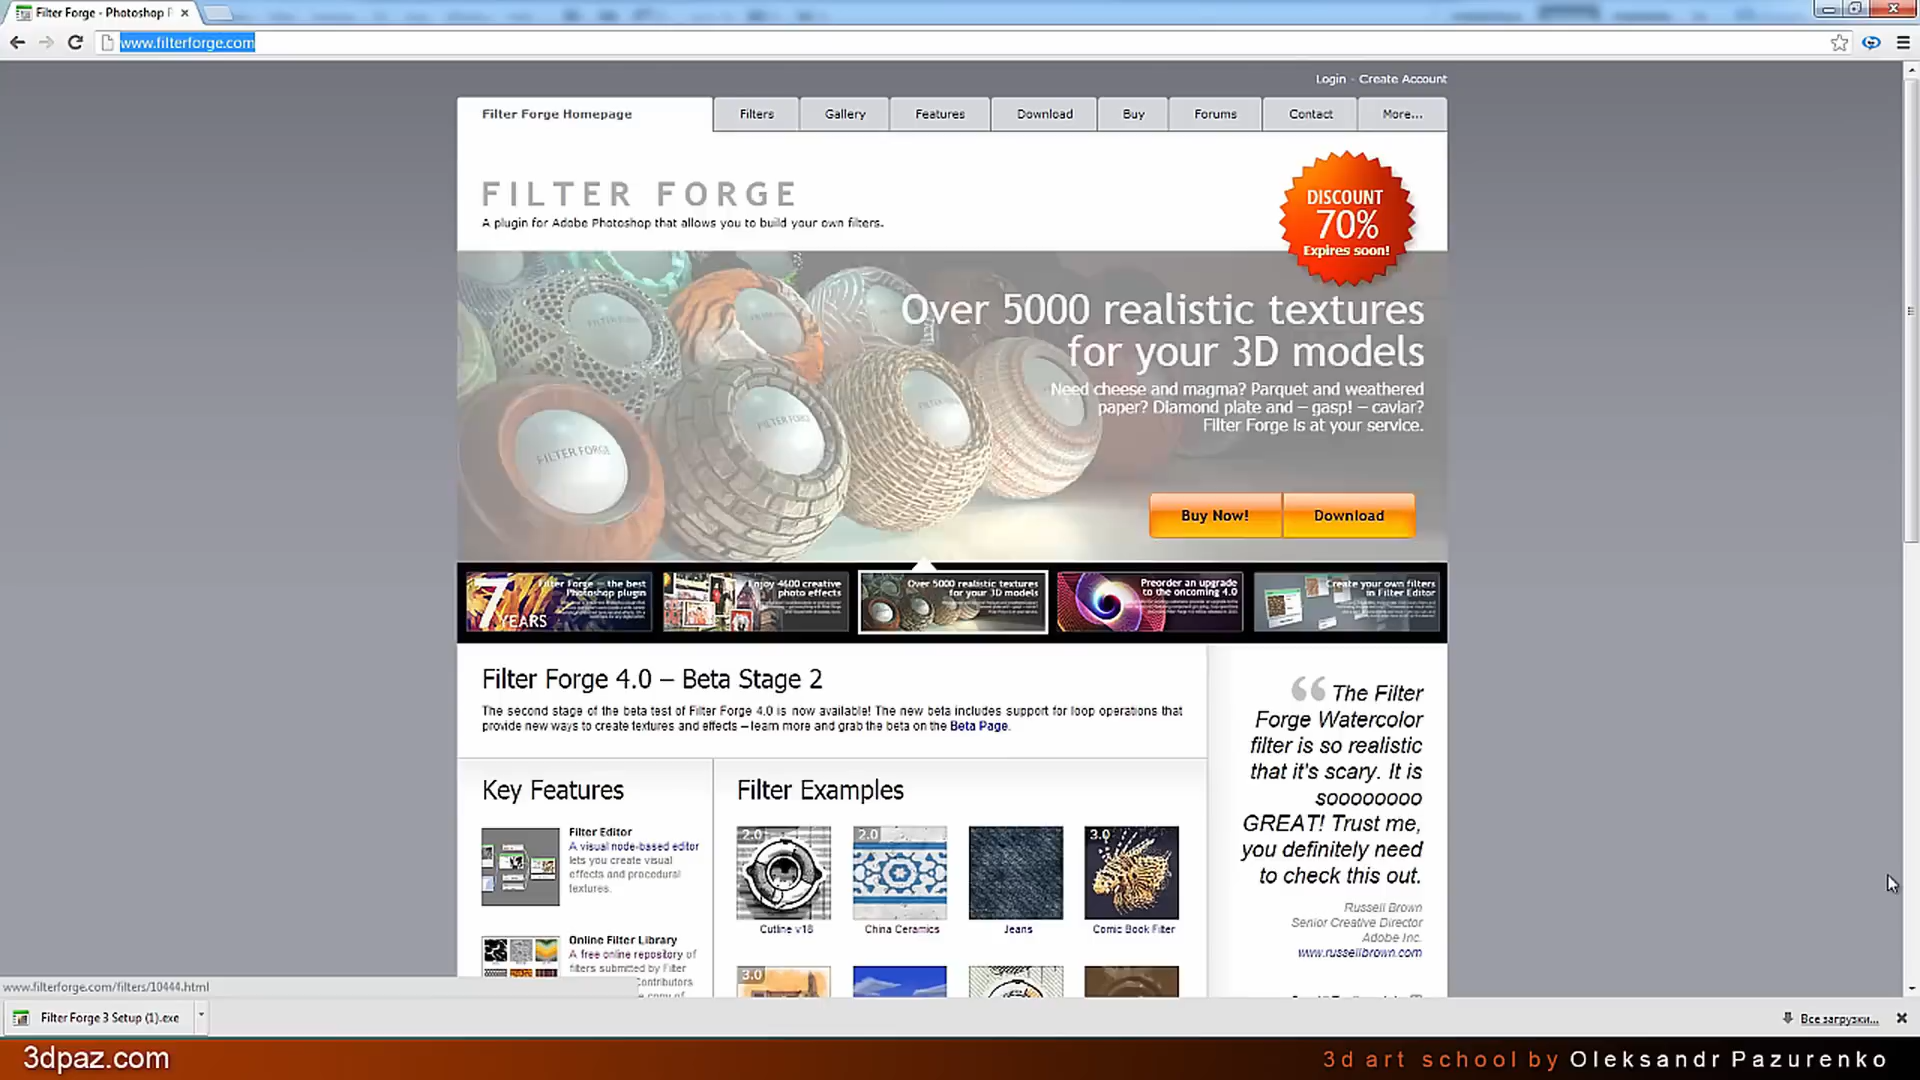 Filter Forge - Photoshop
www.filterforge.com
Login - Create Account
Filter Forge Homepage
Filters
Gallery
Features
Download
Buy
Forums
Contact
More...
FILTER FORGE
A plugin for Adobe Photoshop that allows you to build your own filters.
DISCOUNT
70%
Expires soon!
Over 5000 realistic textures
for your 3D models
Need cheese and magma? Parquet and weathered
paper? Diamond plate and – gasp! – caviar?
Filter Forge is at your service.
FILTER FORGE
FILTER FORGE
Buy Now!
Download
7
YEARS
Filter Forge – the best
Photoshop plugin
Enjoy 4600 creative
photo effects
Over 5000 realistic textures
for your 3D models
Preorder an upgrade
to the oncoming 4.0
Create your own filters
in Filter Editor
Filter Forge 4.0 – Beta Stage 2
The second stage of the beta test of Filter Forge 4.0 is now available! The new beta includes support for loop operations that
provide new ways to create textures and effects – learn more and grab the beta on the Beta Page.
Key Features
Filter Editor
A visual node-based editor
lets you create visual
effects and procedural
textures.
Online Filter Library
A free online repository of
filters submitted by Filter
Contributors
copy of
Filter Examples
2.0
2.0
3.0
Cutline v18
China Ceramics
Jeans
Comic Book Filter
3.0
“ The Filter
Forge Watercolor
filter is so realistic
that it's scary. It is
soooooooo
GREAT! Trust me,
you definitely need
to check this out.
Russell Brown
Senior Creative Director
Adobe Inc.
www.russellbrown.com
www.filterforge.com/filters/10444.html
Filter Forge 3 Setup (1).exe
Все загрузки...
3dpaz.com
3d art school by Oleksandr Pazurenko